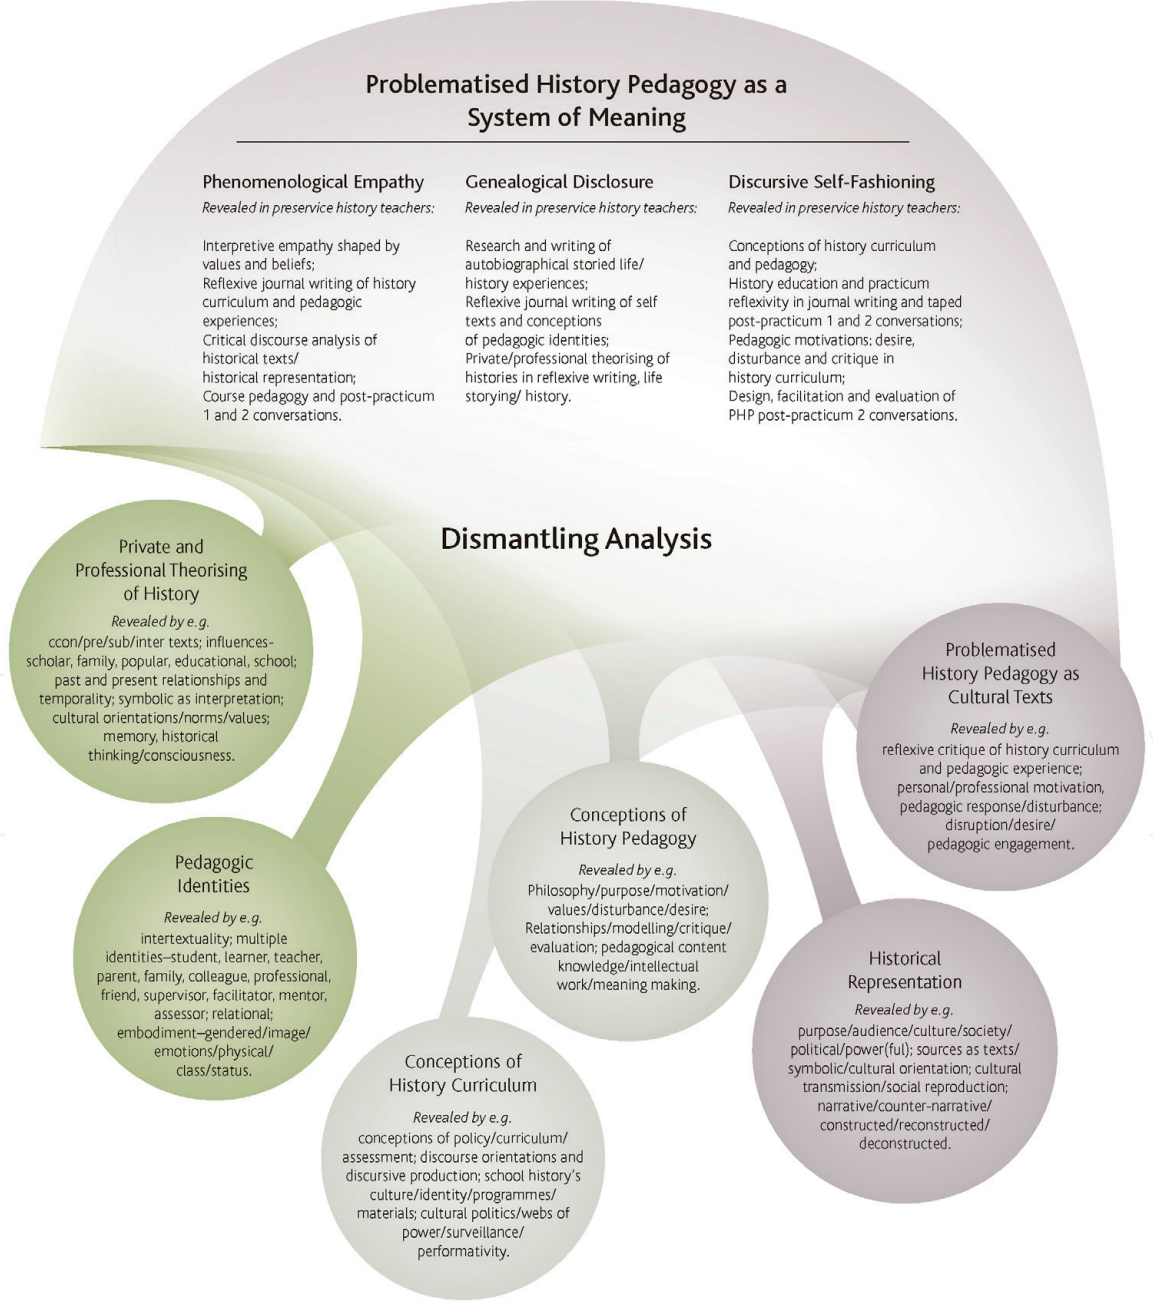 Problematised History Pedagogy as a
System of Meaning
Phenomenological Empathy
Revealed in preservice history teachers:
Interpretive empathy shaped by
values and beliefs;
Reflexive journal writing of history
curriculum and pedagogic
experiences;
Critical discourse analysis of
historical texts/
historical representation;
Course pedagogy and post-practicum
1 and 2 conversations.
Genealogical Disclosure
Revealed in preservice history teachers:
Research and writing of
autobiographical storied life/
history experiences;
Reflexive journal writing of self
texts and conceptions
of pedagogic identities;
Private/professional theorising of
histories in reflexive writing, life
storying/ history.
Discursive Self-Fashioning
Revealed in preservice history teachers:
Conceptions of history curriculum
and pedagogy;
History education and practicum
reflexivity in journal writing and taped
post-practicum 1 and 2 conversations;
Pedagogic motivations: desire,
disturbance and critique in
history curriculum;
Design, facilitation and evaluation of
PHP post-practicum 2 conversations.
Dismantling Analysis
Private and
Professional Theorising
of History
Revealed by e.g.
ccon/pre/sub/inter texts; influences-
scholar, family, popular, educational, school;
past and present relationships and
temporality; symbolic as interpretation;
cultural orientations/norms/values;
memory, historical
thinking/consciousness.
Pedagogic
Identities
Revealed by e.g.
intertextuality; multiple
identities–student, learner, teacher,
parent, family, colleague, professional,
friend, supervisor, facilitator, mentor,
assessor; relational;
embodiment–gendered/image/
emotions/physical/
class/status.
Conceptions of
History Curriculum
Revealed by e.g.
conceptions of policy/curriculum/
assessment; discourse orientations and
discursive production; school history's
culture/identity/programmes/
materials; cultural politics/webs of
power/surveillance/
performativity.
Conceptions of
History Pedagogy
Revealed by e.g.
Philosophy/purpose/motivation/
values/disturbance/desire;
Relationships/modelling/critique/
evaluation; pedagogical content
knowledge/intellectual
work/meaning making.
Historical
Representation
Revealed by e.g.
purpose/audience/culture/society/
political/power(ful); sources as texts/
symbolic/cultural orientation; cultural
transmission/social reproduction;
narrative/counter-narrative/
constructed/reconstructed/
deconstructed.
Problematised
History Pedagogy as
Cultural Texts
Revealed by e.g.
reflexive critique of history curriculum
and pedagogic experience;
personal/professional motivation,
pedagogic response/disturbance;
disruption/desire/
pedagogic engagement.